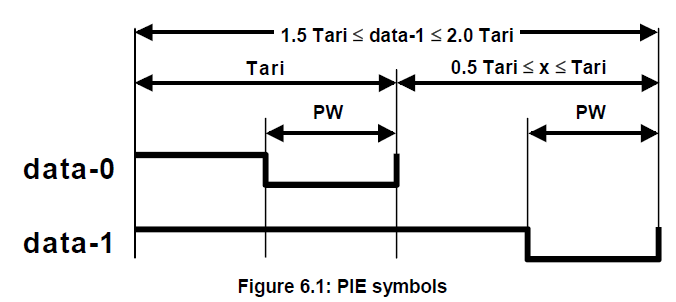 1.5 Tari ≤ data-1 ≤ 2.0 Tari
Tari
0.5 Tari ≤ x ≤ Tari
PW
PW
data-0
data-1
Figure 6.1: PIE symbols